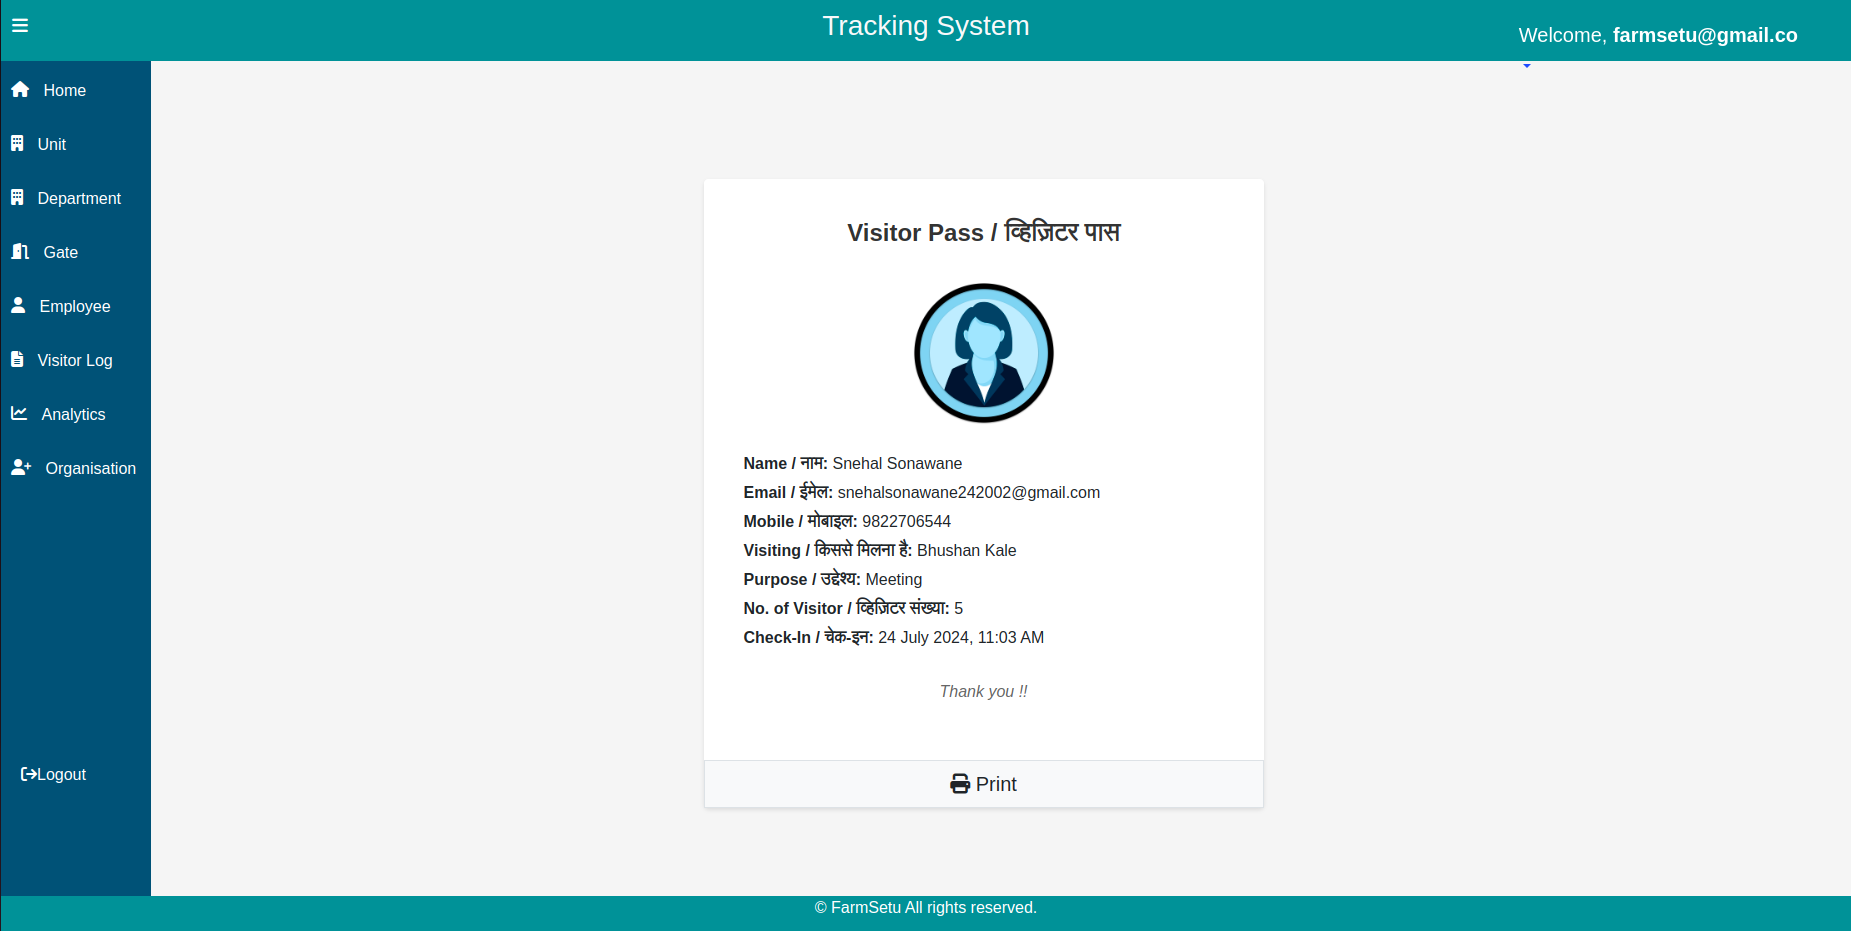 Tracking System
Welcome, farmsetu@gmail.co
Home
Unit
Department
Gate
Employee
Visitor Log
Analytics
Organisation
Logout
Visitor Pass / व्हिज़िटर पास
Name / नाम: Snehal Sonawane
Email / ईमेल: snehalsonawane242002@gmail.com
Mobile / मोबाइल: 9822706544
Visiting / किससे मिलना है: Bhushan Kale
Purpose / उद्देश्य: Meeting
No. of Visitor / व्हिज़िटर संख्या: 5
Check-In / चेक-इन: 24 July 2024, 11:03 AM
Thank you !!
Print
© FarmSetu All rights reserved.